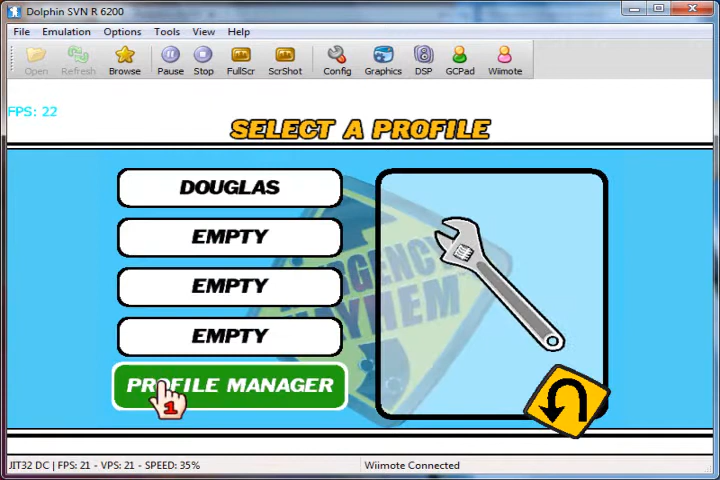 Dolphin SVN R 6200
File Emulation Options Tools View Help
Open Refresh Browse Pause Stop FullScr ScrShot Config Graphics DSP GCPad Wiimote
FPS: 22
SELECT A PROFILE
DOUGLAS
EMPTY
EMPTY
EMPTY
PROFILE MANAGER
1
EMERGENCY
MAYHEM
JIT32 DC | FPS: 21 - VPS: 21 - SPEED: 35% Wiimote Connected